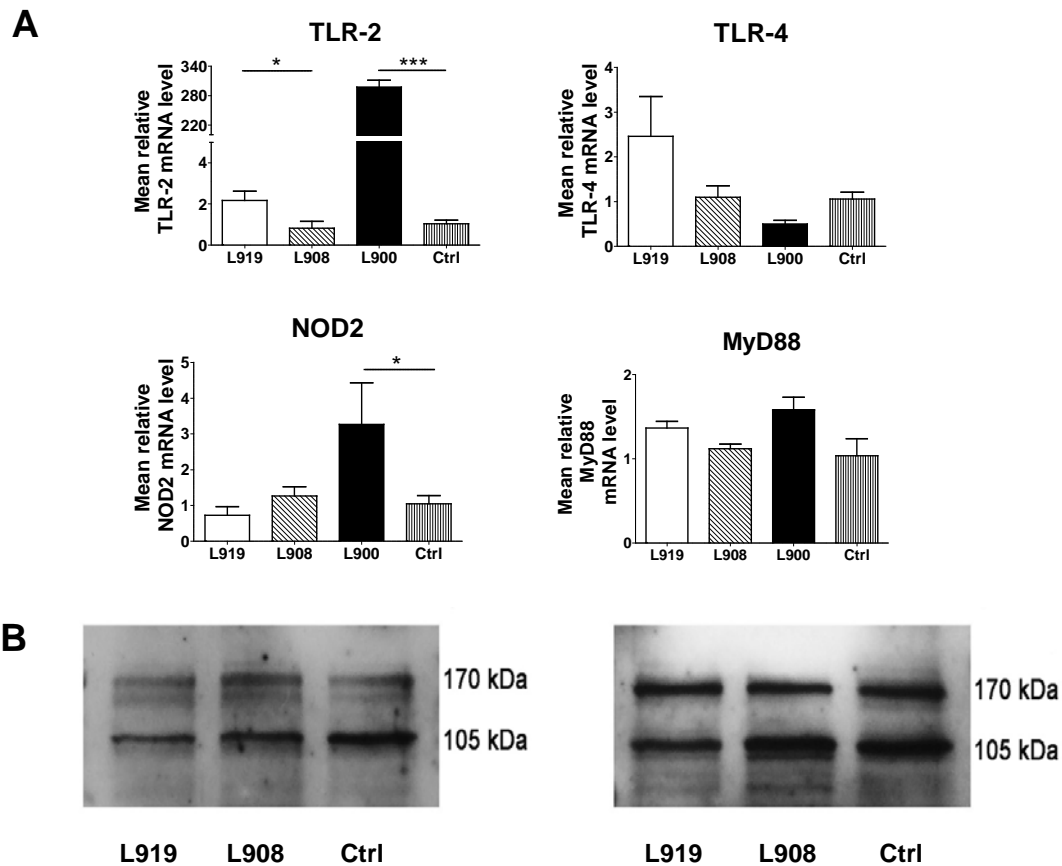 A
TLR-2
Mean relative
TLR-2 mRNA level
340
280
220
4
2
0
*
***
L919
L908
L900
Ctrl
TLR-4
Mean relative
TLR-4 mRNA level
4
3
2
1
0
L919
L908
L900
Ctrl
NOD2
Mean relative
NOD2 mRNA level
5
4
3
2
1
0
*
L919
L908
L900
Ctrl
MyD88
Mean relative
MyD88
mRNA level
2
1
0
L919
L908
L900
Ctrl
B
170 kDa
105 kDa
L919
L908
Ctrl
170 kDa
105 kDa
L919
L908
Ctrl